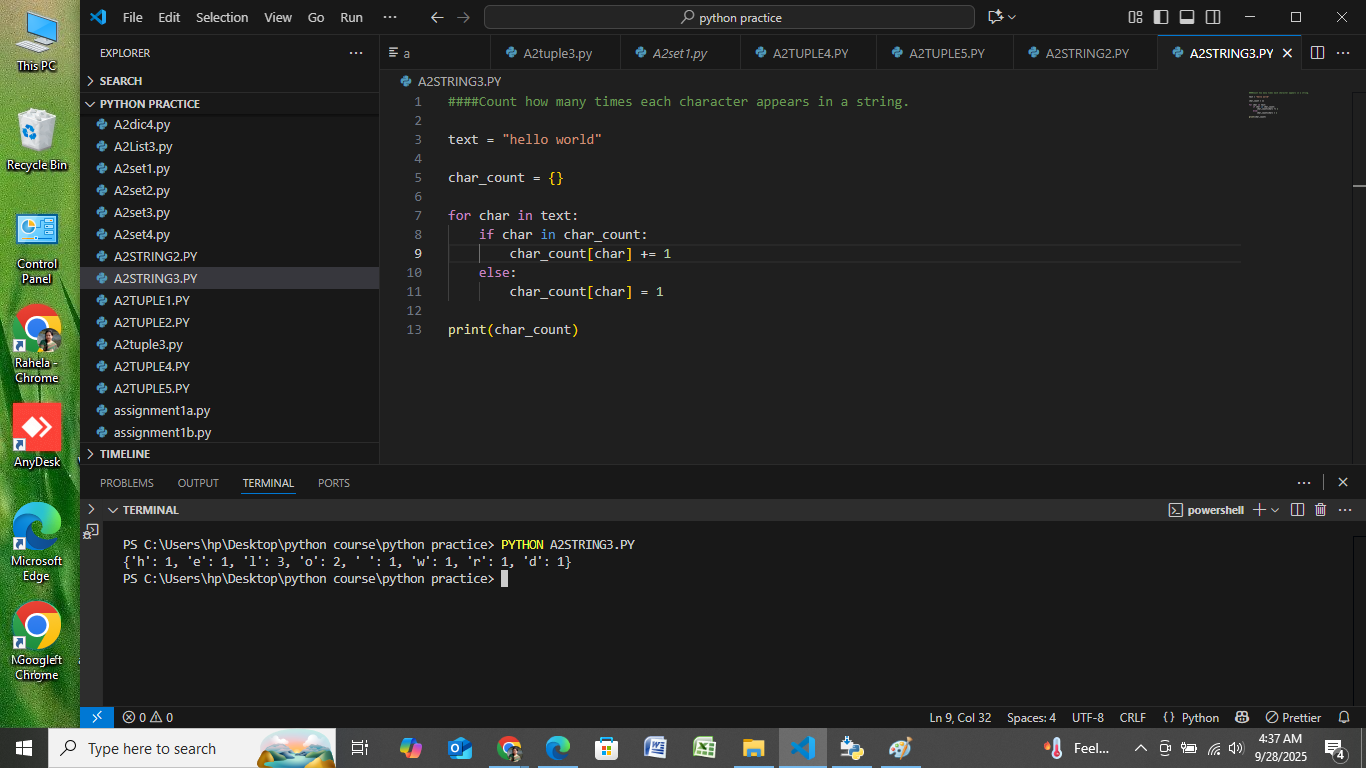 This PC
Recycle Bin
Control
Panel
Rahela -
Chrome
AnyDesk
Microsoft
Edge
Chrome
File Edit Selection View Go Run ···
python practice
EXPLORER
SEARCH
PYTHON PRACTICE
A2dic4.py
A2List3.py
A2set1.py
A2set2.py
A2set3.py
A2set4.py
A2STRING2.PY
A2STRING3.PY
A2TUPLE1.PY
A2TUPLE2.PY
A2tuple3.py
A2TUPLE4.PY
A2TUPLE5.PY
assignment1a.py
assignment1b.py
TIMELINE
a A2tuple3.py A2set1.py A2TUPLE4.PY A2TUPLE5.PY A2STRING2.PY A2STRING3.PY
A2STRING3.PY
1 ####Count how many times each character appears in a string.
2
3 text = "hello world"
4
5 char_count = {}
6
7 for char in text:
8     if char in char_count:
9         char_count[char] += 1
10     else:
11         char_count[char] = 1
12
13 print(char_count)
PROBLEMS OUTPUT TERMINAL PORTS
TERMINAL
powershell
PS C:\Users\hp\Desktop\python course\python practice> PYTHON A2STRING3.PY
{'h': 1, 'e': 1, 'l': 3, 'o': 2, ' ': 1, 'w': 1, 'r': 1, 'd': 1}
PS C:\Users\hp\Desktop\python course\python practice>
0 0
Ln 9, Col 32 Spaces: 4 UTF-8 CRLF {} Python Prettier
Type here to search
Feel...
4:37 AM
9/28/2025
4